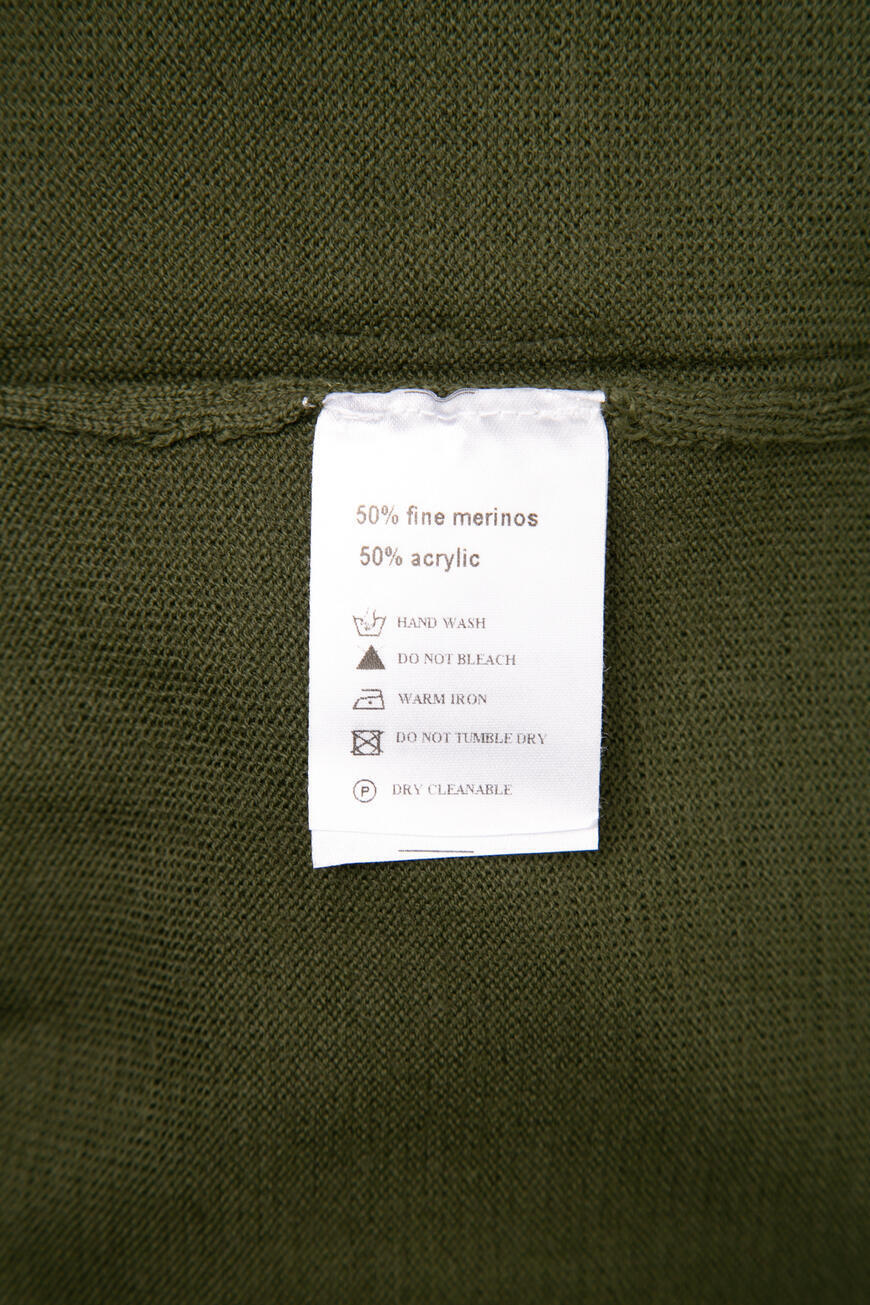 50% fine merinos
50% acrylic
HAND WASH
DO NOT BLEACH
WARM IRON
DO NOT TUMBLE DRY
P DRY CLEANABLE